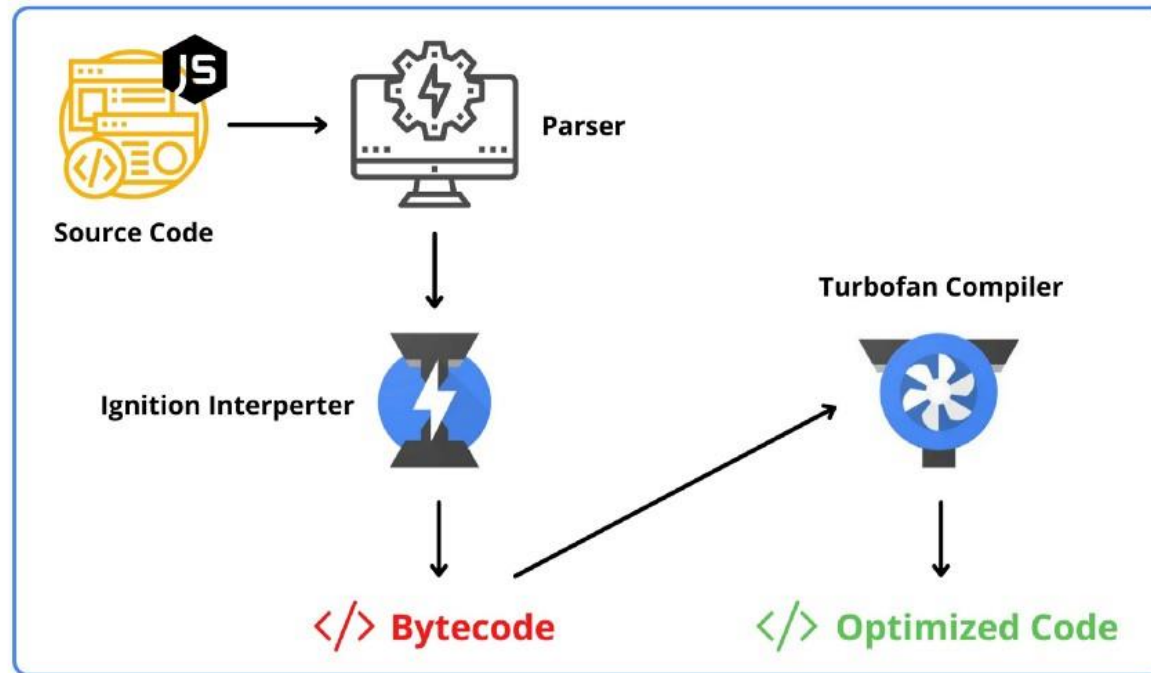 JS
Parser
Source Code
Turbofan Compiler
Ignition Interperter
</> Bytecode
</> Optimized Code